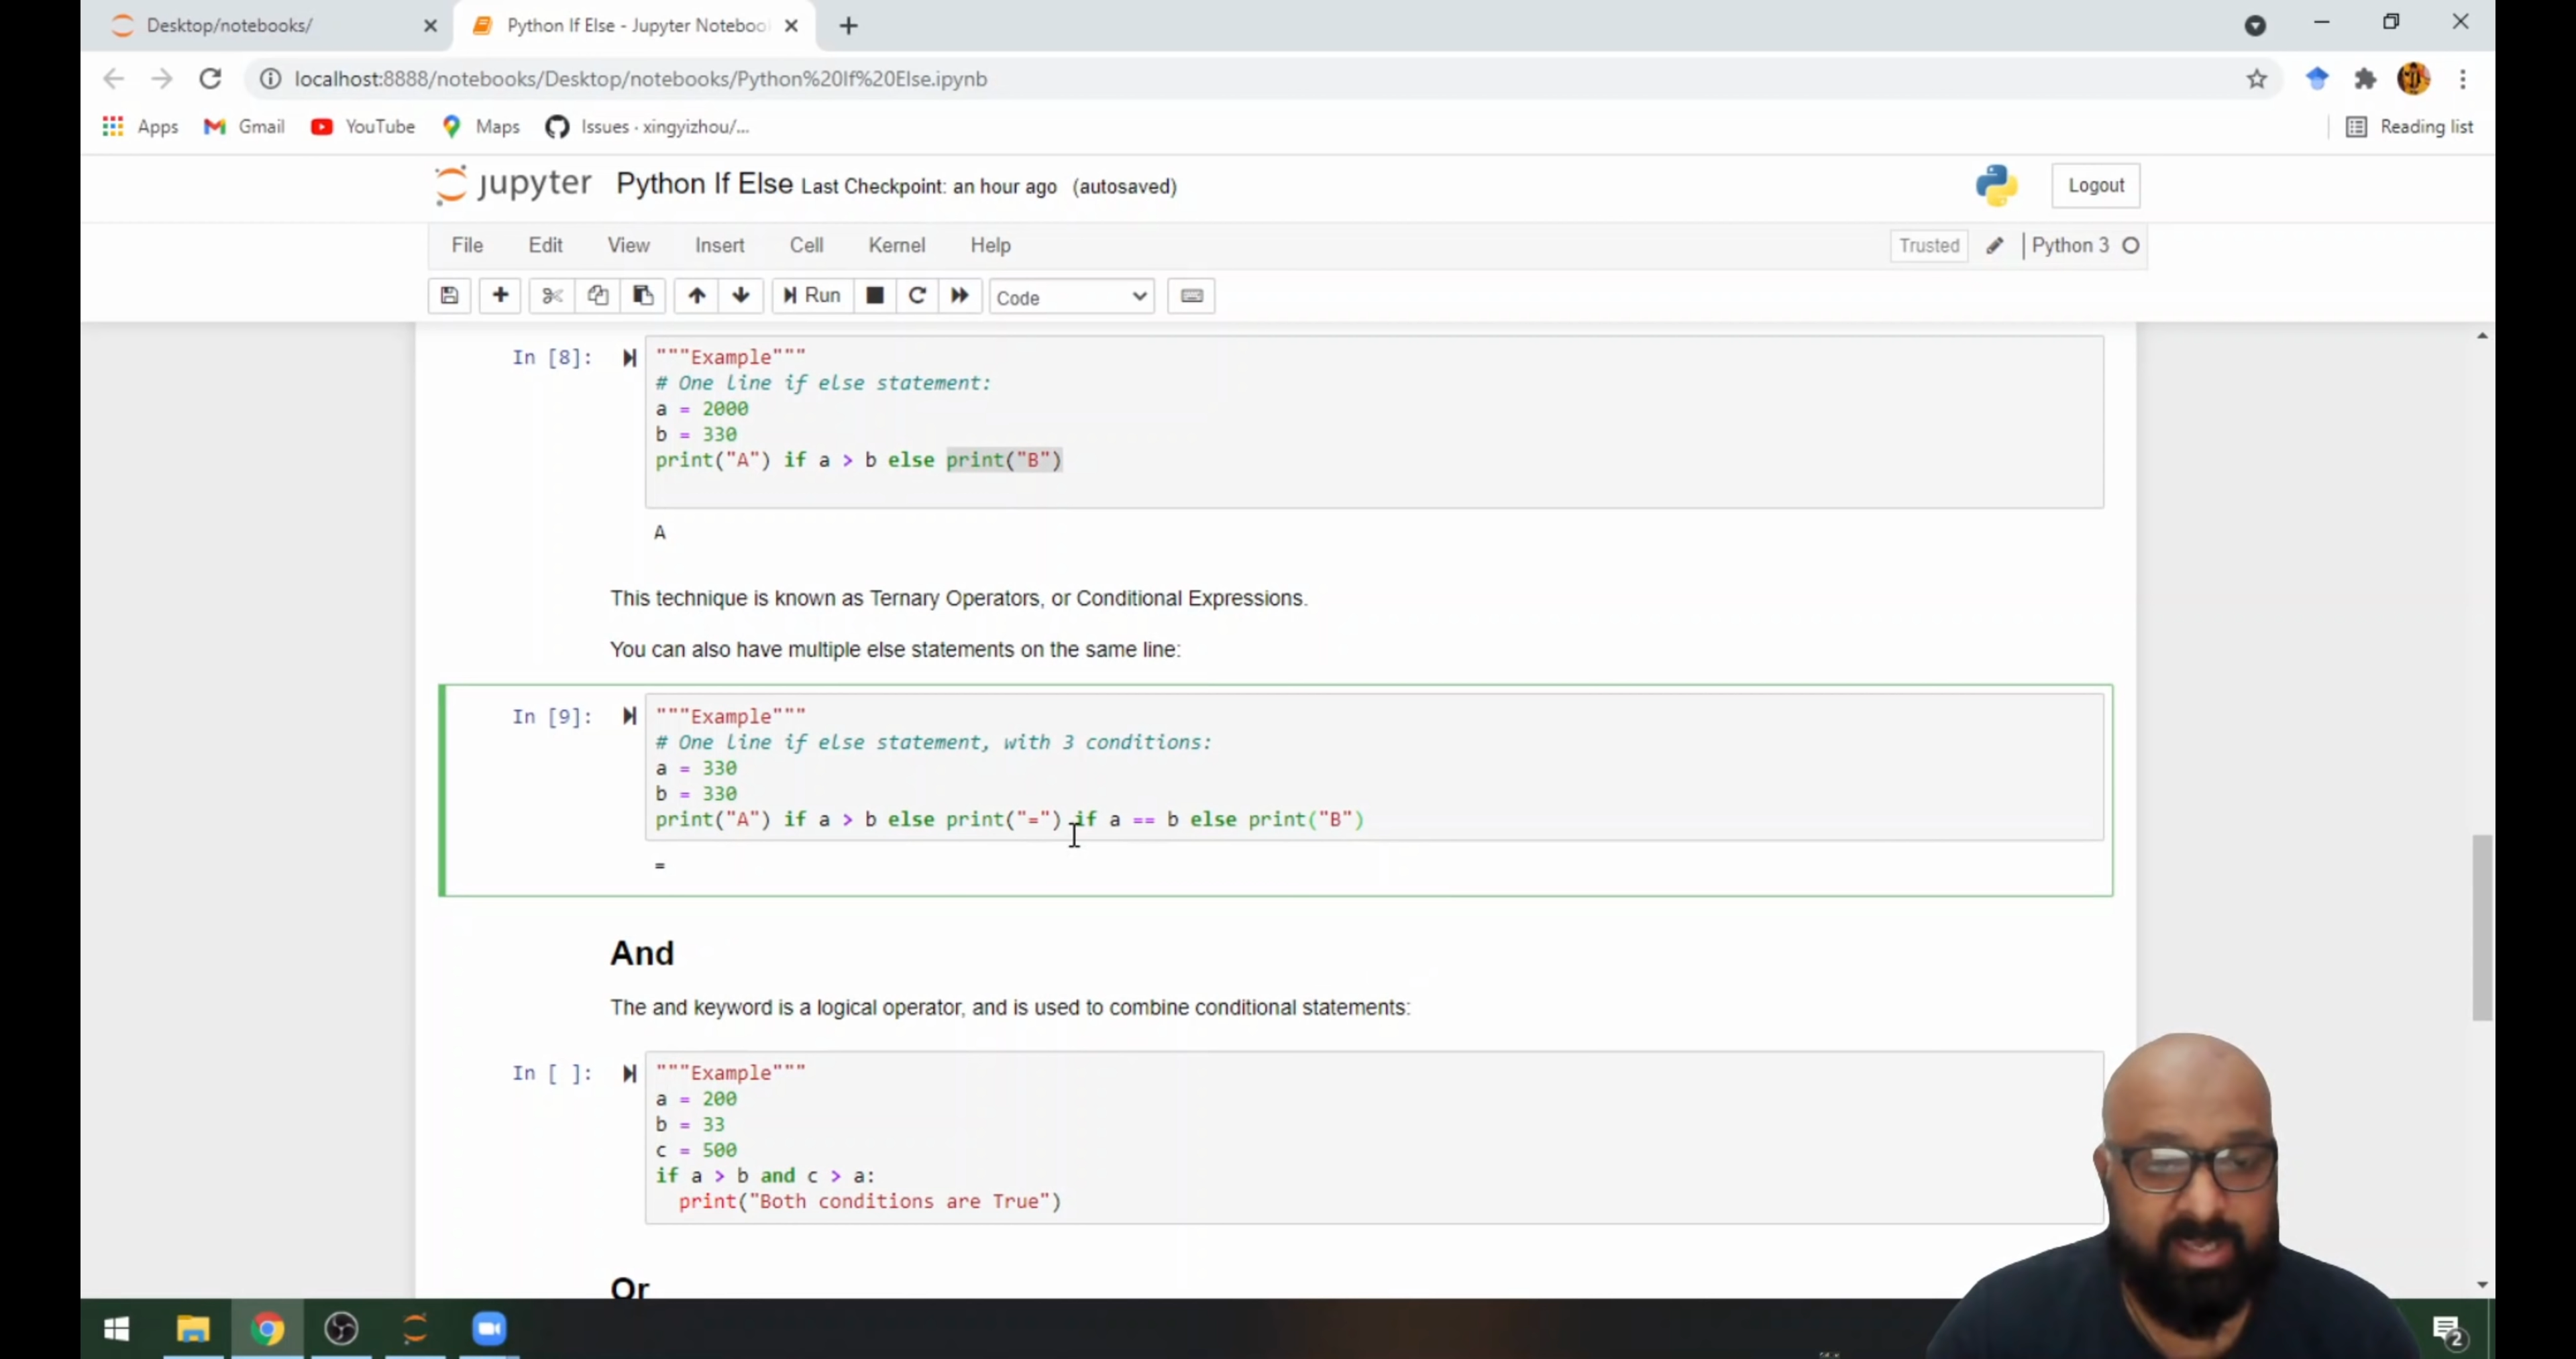 Desktop/notebooks/
Python If Else - Jupyter Noteboo
localhost:8888/notebooks/Desktop/notebooks/Python%20If%20Else.ipynb
Apps
Gmail
YouTube
Maps
Issues · xingyizhou/...
Reading list
jupyter Python If Else Last Checkpoint: an hour ago (autosaved)
Logout
File Edit View Insert Cell Kernel Help
Trusted
Python 3
Run
Code
In [8]:
"""Example"""
# One line if else statement:
a = 2000
b = 330
print("A") if a > b else print("B")
A
This technique is known as Ternary Operators, or Conditional Expressions.
You can also have multiple else statements on the same line:
In [9]:
"""Example"""
# One line if else statement, with 3 conditions:
a = 330
b = 330
print("A") if a > b else print("=") if a == b else print("B")
=
And
The and keyword is a logical operator, and is used to combine conditional statements:
In [ ]:
"""Example"""
a = 200
b = 33
c = 500
if a > b and c > a:
  print("Both conditions are True")
Or
2